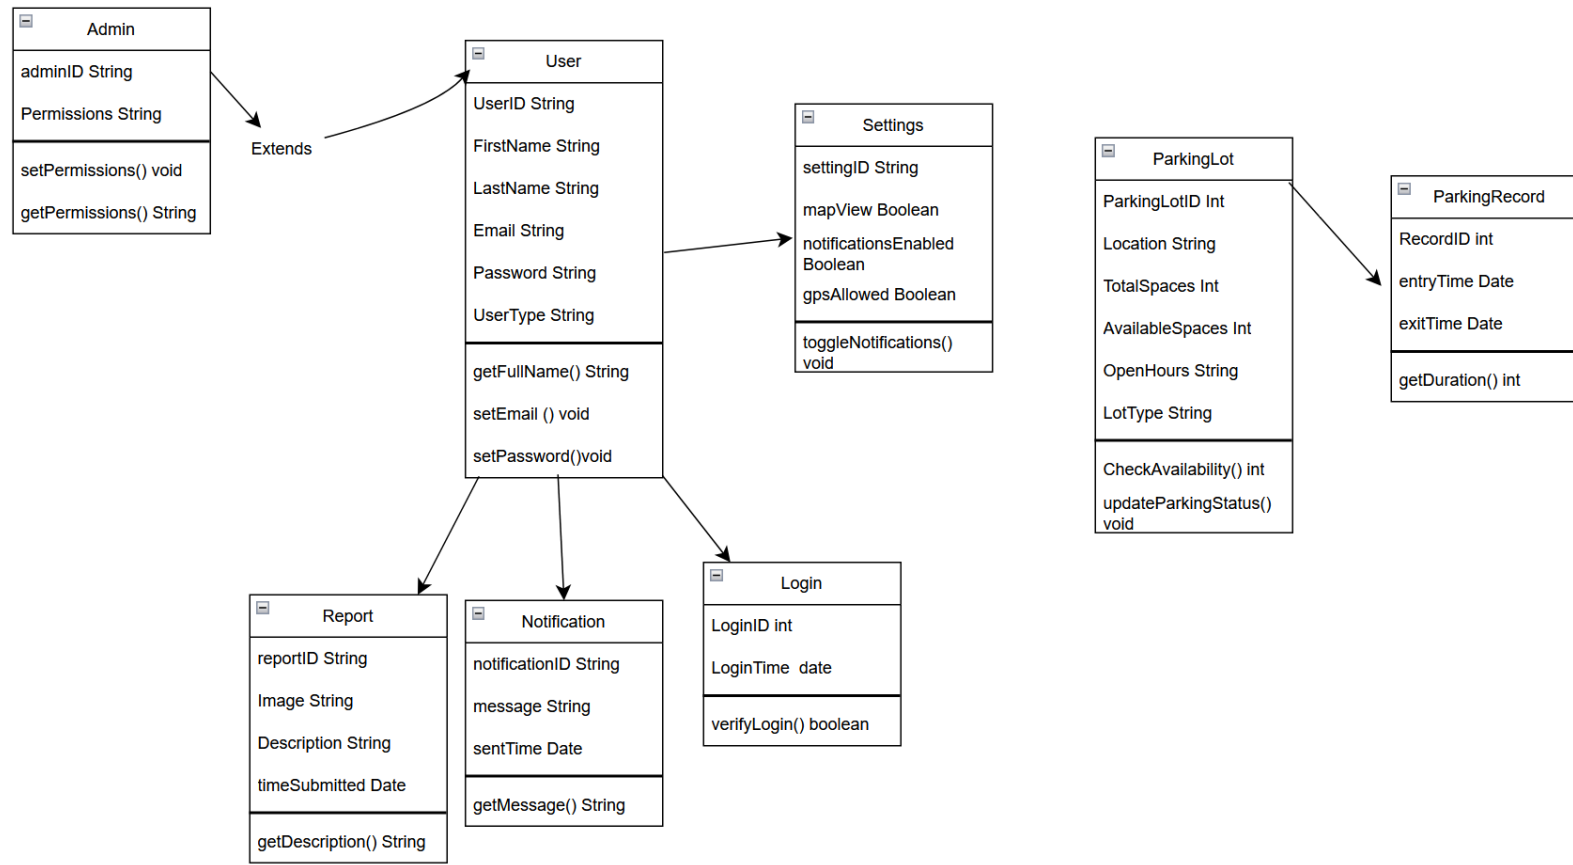 Admin
adminID String
Permissions String
setPermissions() void
getPermissions() String
Extends
User
UserID String
FirstName String
LastName String
Email String
Password String
UserType String
getFullName() String
setEmail () void
setPassword()void
Settings
settingID String
mapView Boolean
notificationsEnabled
Boolean
gpsAllowed Boolean
toggleNotifications()
void
ParkingLot
ParkingLotID Int
Location String
TotalSpaces Int
AvailableSpaces Int
OpenHours String
LotType String
CheckAvailability() int
updateParkingStatus()
void
ParkingRecord
RecordID int
entryTime Date
exitTime Date
getDuration() int
Report
reportID String
Image String
Description String
timeSubmitted Date
getDescription() String
Notification
notificationID String
message String
sentTime Date
getMessage() String
Login
LoginID int
LoginTime  date
verifyLogin() boolean